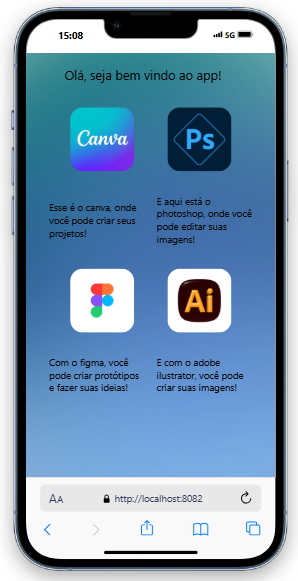 15:08
5G
Olá, seja bem vindo ao app!
Canva
Ps
Esse é o canva, onde
você pode criar seus
projetos!
E aqui está o
photoshop, onde você
pode editar suas
imagens!
Ai
Com o figma, você
pode criar protótipos
e fazer suas ideias!
E com o adobe
ilustrator, você pode
criar suas imagens!
AA
http://localhost:8082